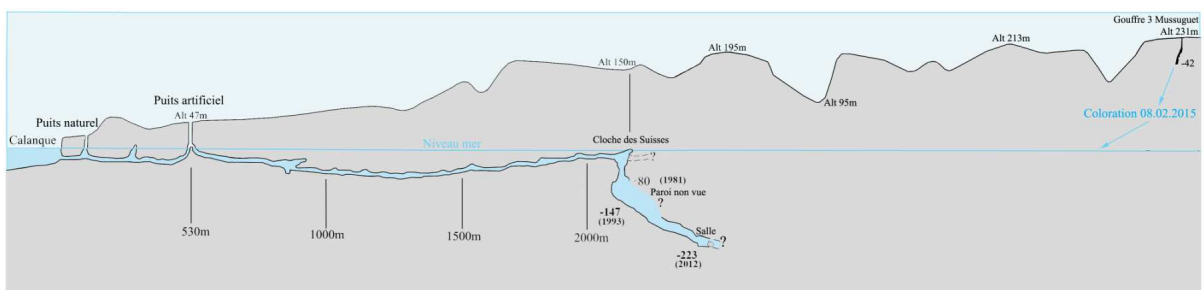 Gouffre 3 Mussuguet
Alt 231m
-42
Alt 213m
Alt 195m
Alt 150m
Alt 95m
Coloration 08.02.2015
Puits artificiel
Alt 47m
Puits naturel
Calanque
Niveau mer
Cloche des Suisses
?
-80 (1981)
Paroi non vue
?
-147
(1993)
Salle
?
-223
(2012)
530m
1000m
1500m
2000m